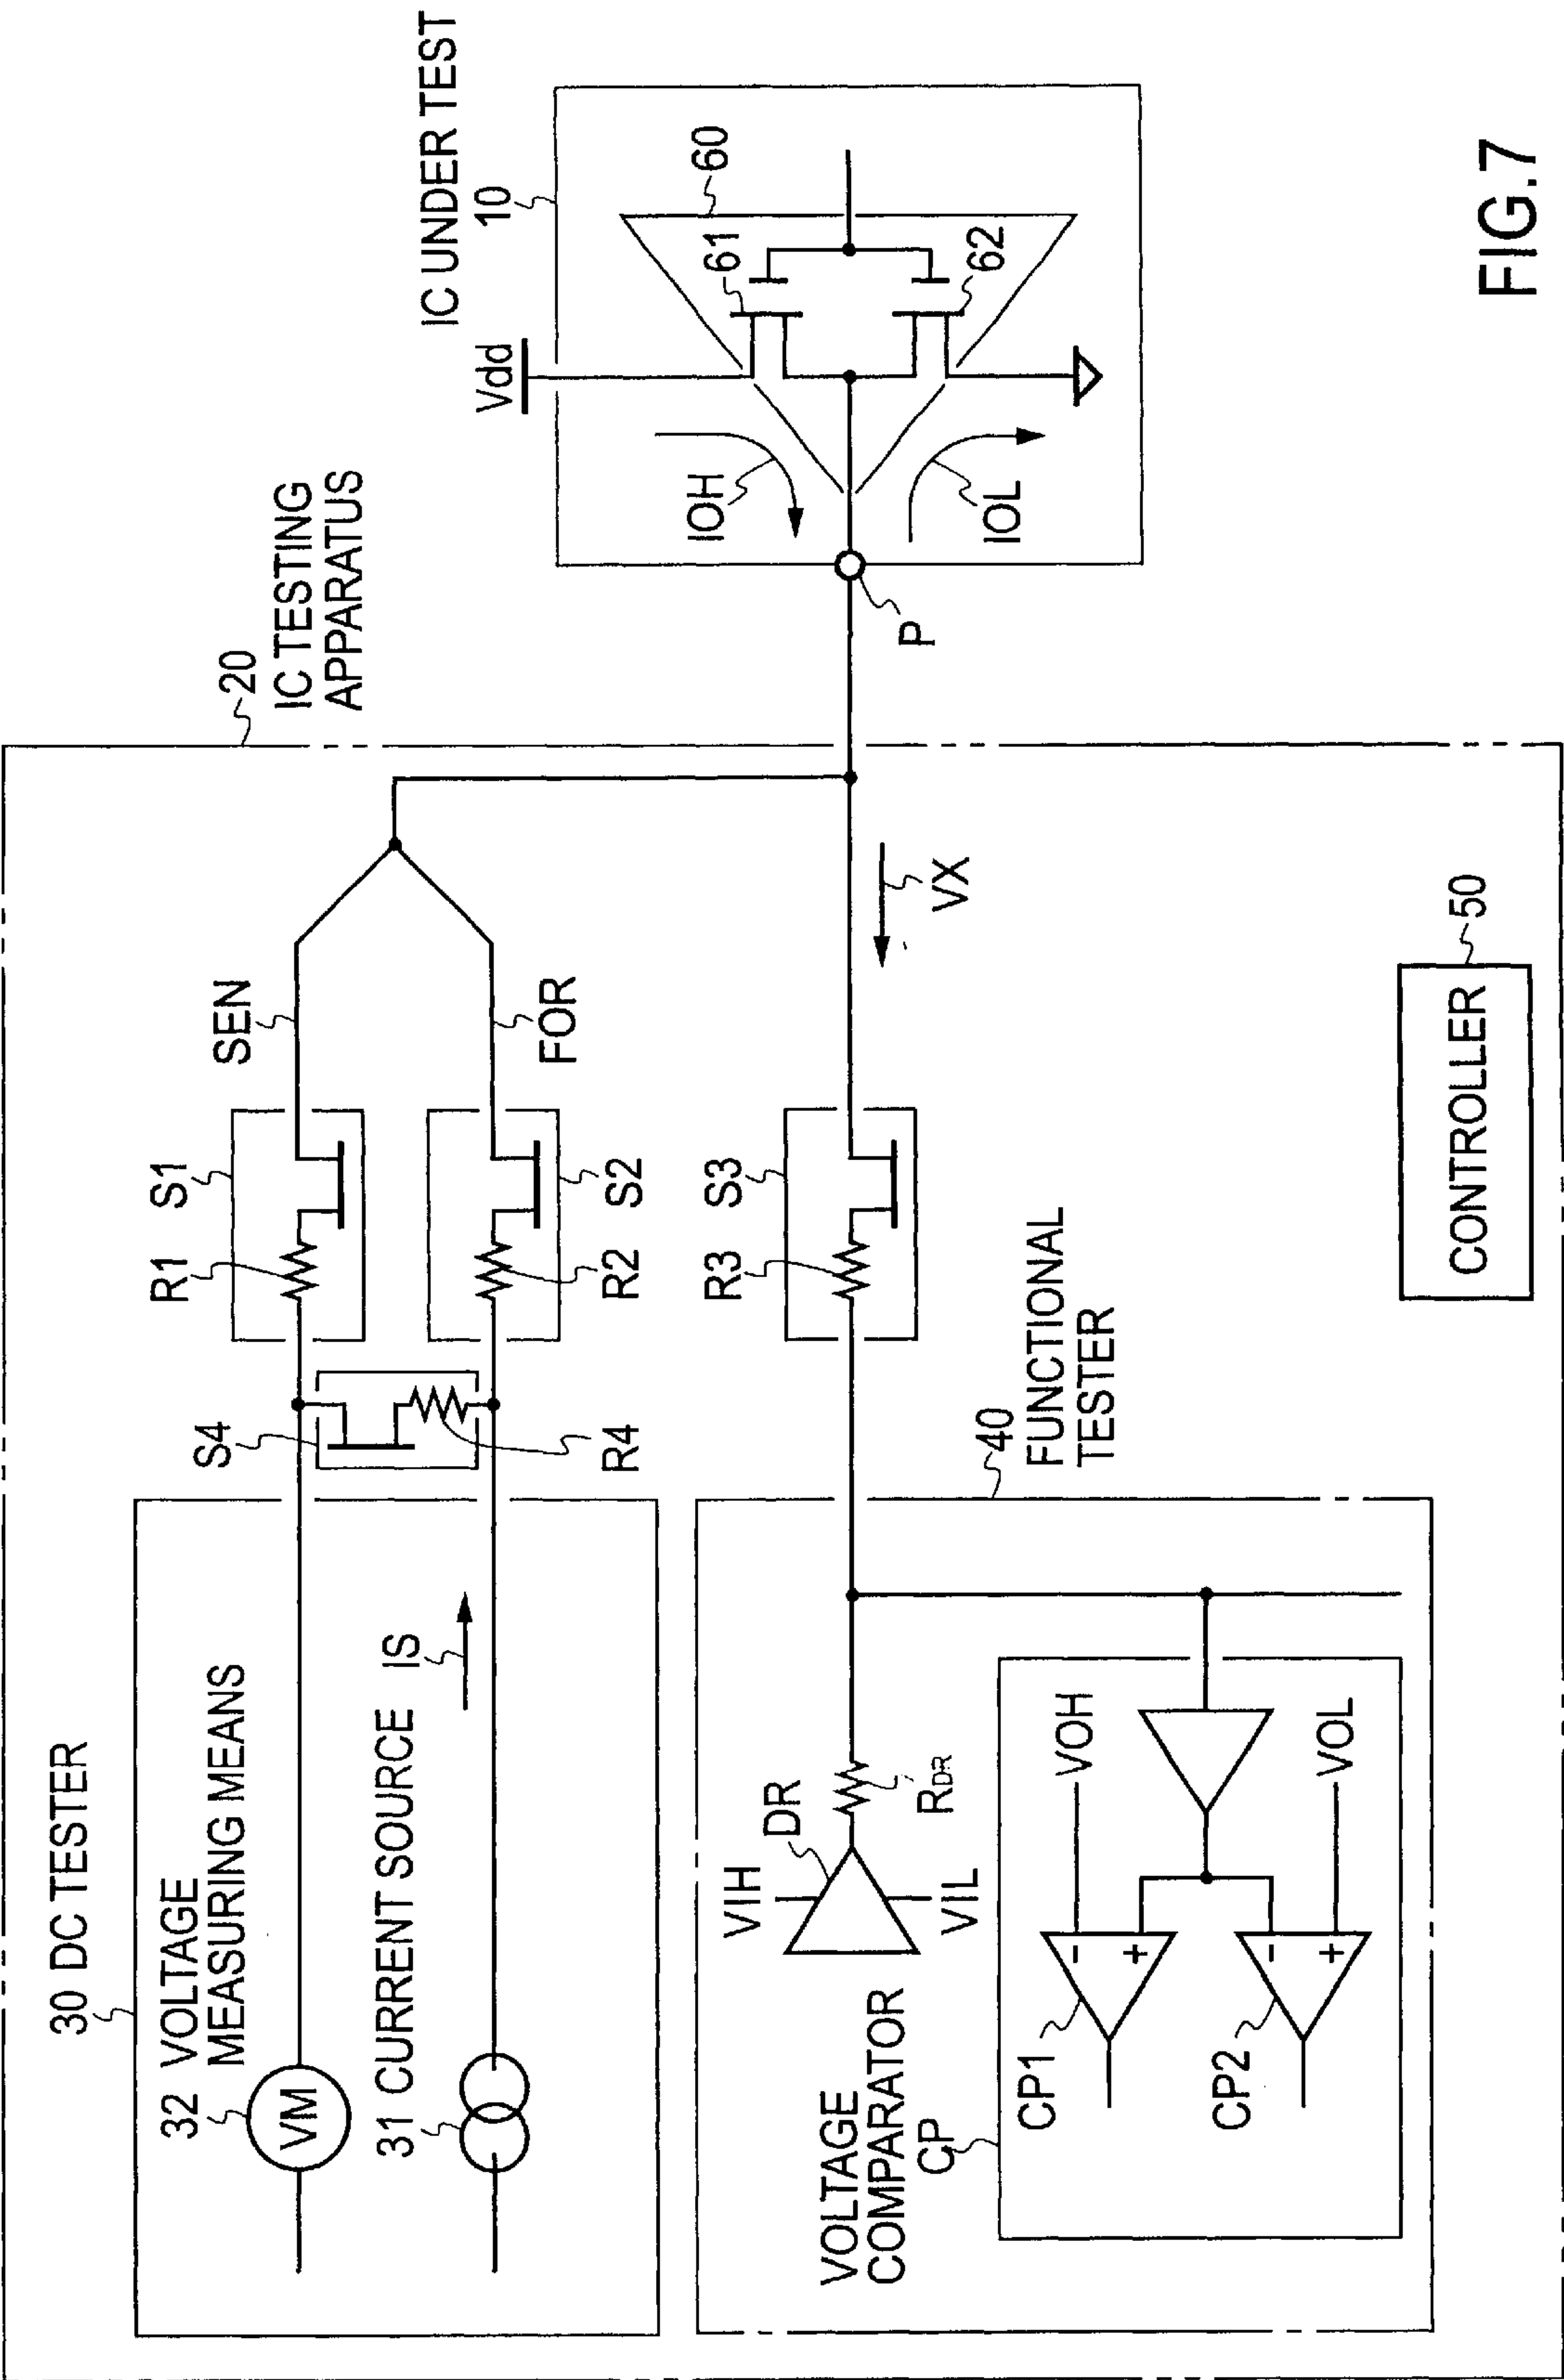 30 DC TESTER
32 VOLTAGE
MEASURING MEANS
VM
31 CURRENT SOURCE
IS
S4
R4
R1
S1
R2
S2
SEN
FOR
20
IC TESTING
APPARATUS
IC UNDER TEST
10
Vdd
61
60
62
IOH
IOL
P
VX
R3
S3
40
FUNCTIONAL
TESTER
VIH
DR
VIL
RDR
VOLTAGE
COMPARATOR
CP
VOH
VOL
CP1
-
+
CP2
-
+
CONTROLLER
50
FIG.7